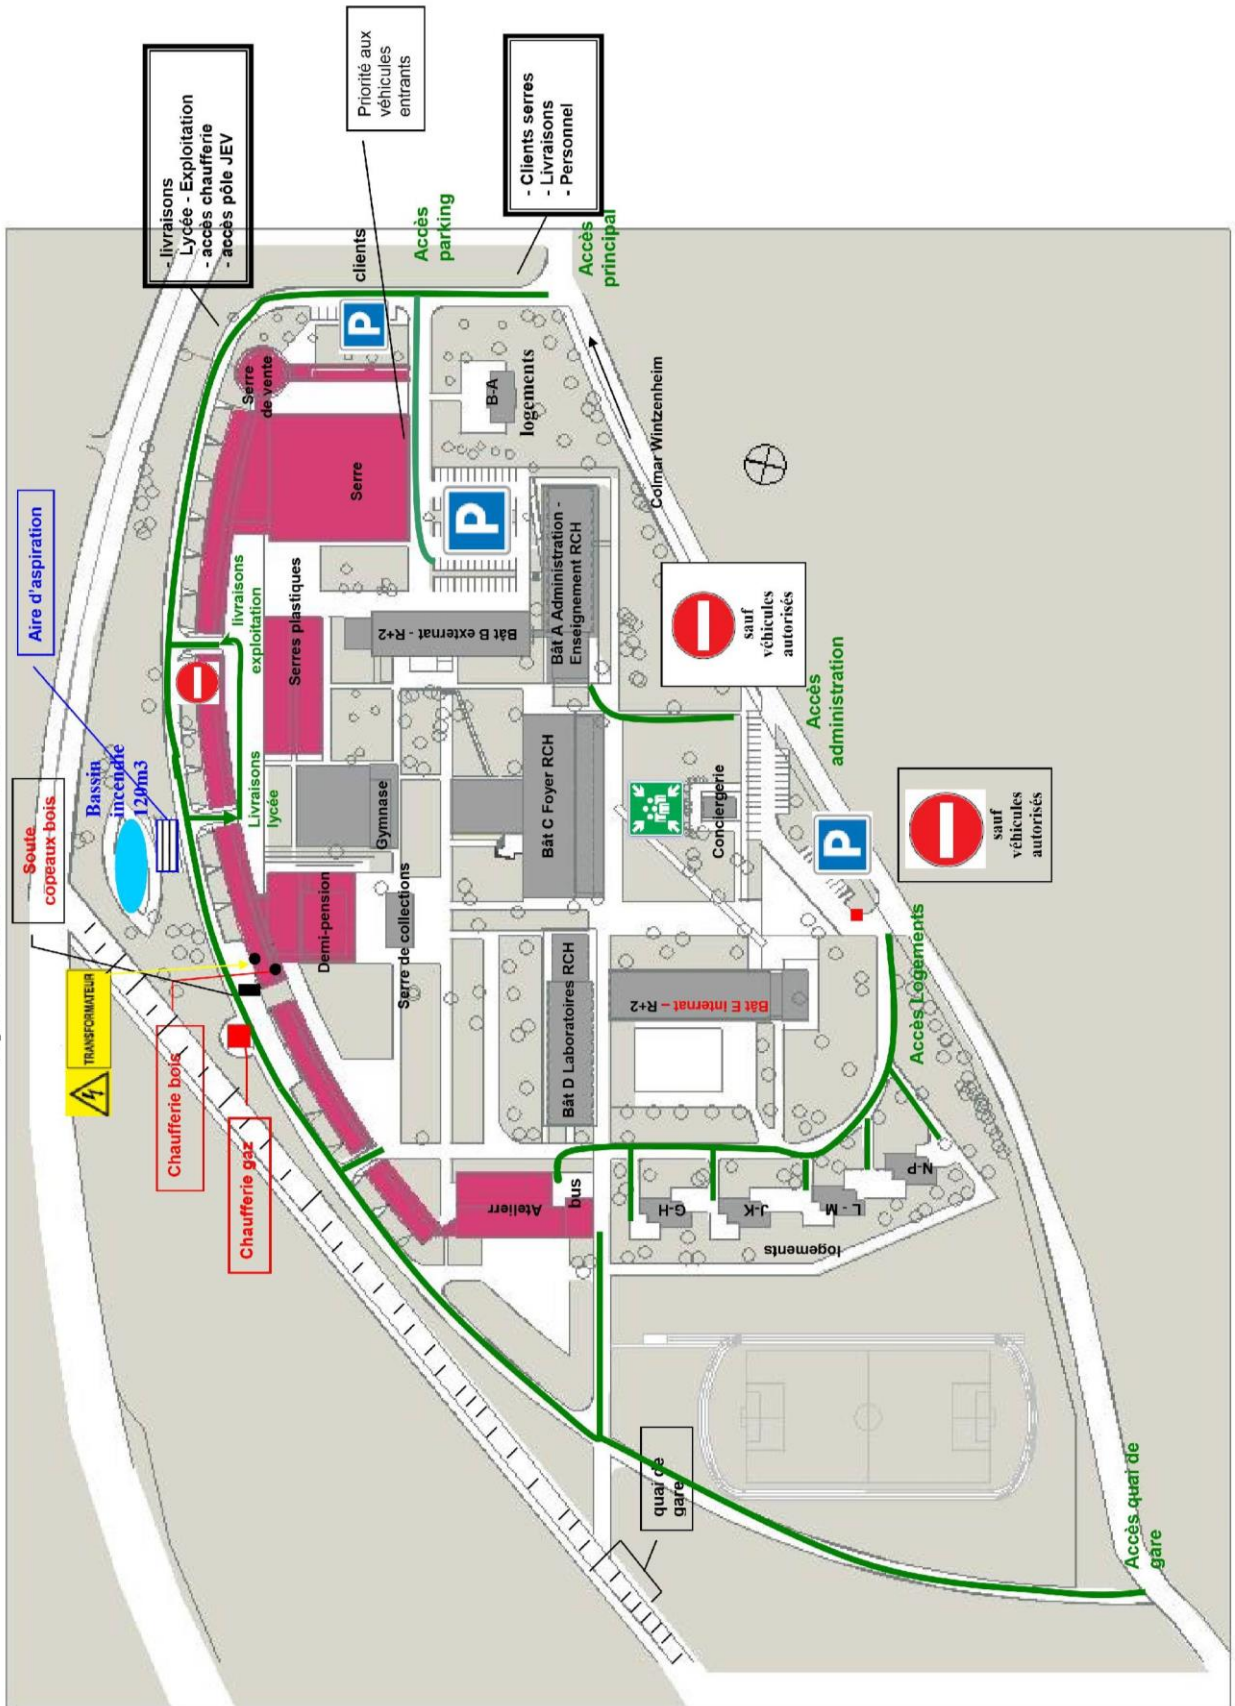 - livraisons
Lycée - Exploitation
- accès chaufferie
- accès pôle JEV
Priorité aux
véhicules
entrants
- Clients serres
- Livraisons
- Personnel
clients
Accès
parking
Accès
principal
P
Serre
de vente
B-A
logements
Colmar Wintzenheim
Serre
P
Aire d'aspiration
livraisons
exploitation
Serres plastiques
Bât B externat - R+2
Bât A Administration -
Enseignement RCH
sauf
véhicules
autorisés
Accès
administration
Bassin
incendie
120m3
Livraisons
lycée
Gymnase
Bât C Foyer RCH
Conciergerie
P
sauf
véhicules
autorisés
Soute
copeaux bois
Demi-pension
Serre de collections
Bât D Laboratoires RCH
Bât E Internat – R+2
Accès Logements
TRANSFORMATEUR
Chaufferie bois
Chaufferie gaz
Atelierr
bus
G-H
J-K
L - M
N-P
logements
quai de
gare
Accès quai de
gare